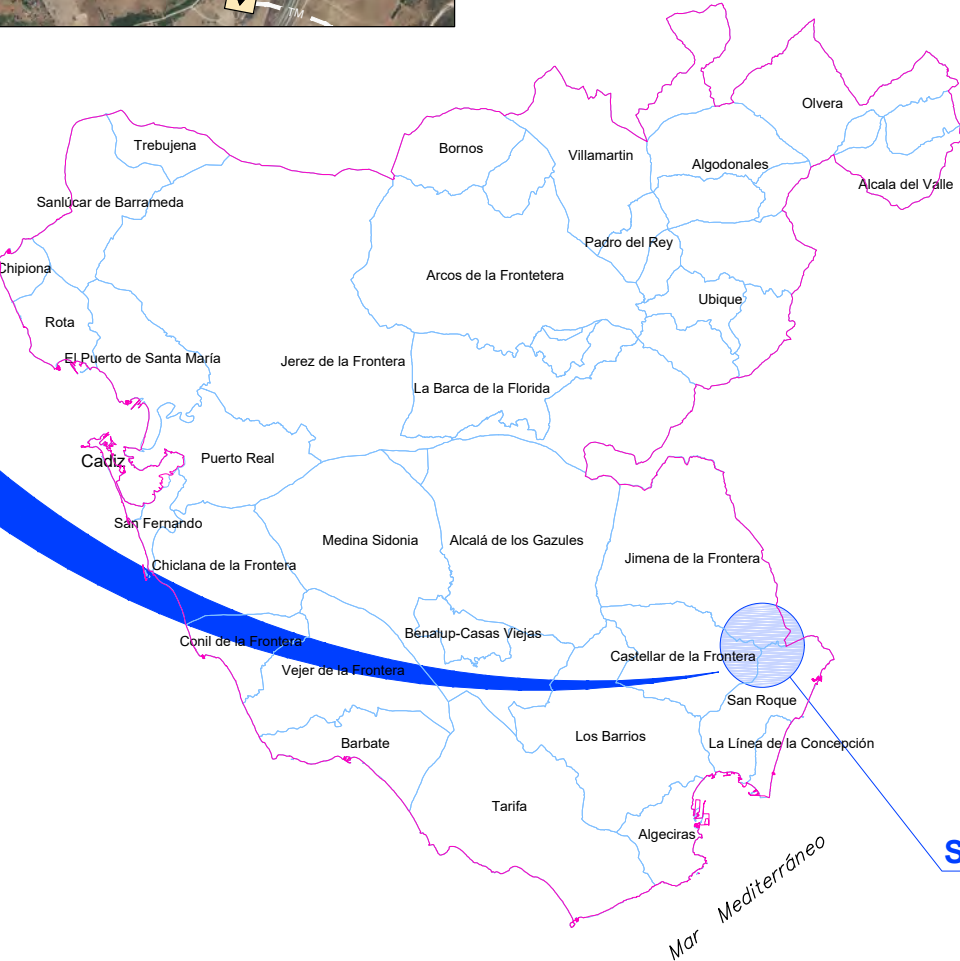 TM
Olvera
Trebujena
Bornos
Villamartin
Algodonales
Alcala del Valle
Sanlúcar de Barrameda
Padro del Rey
Chipiona
Arcos de la Frontetera
Ubique
Rota
El Puerto de Santa María
Jerez de la Frontera
La Barca de la Florida
Cadiz
Puerto Real
San Fernando
Medina Sidonia
Alcalá de los Gazules
Jimena de la Frontera
Chiclana de la Frontera
Benalup-Casas Viejas
Conil de la Frontera
Castellar de la Frontera
Vejer de la Frontera
San Roque
Los Barrios
Barbate
La Línea de la Concepción
Tarifa
Algeciras
S
Mar Mediterráneo